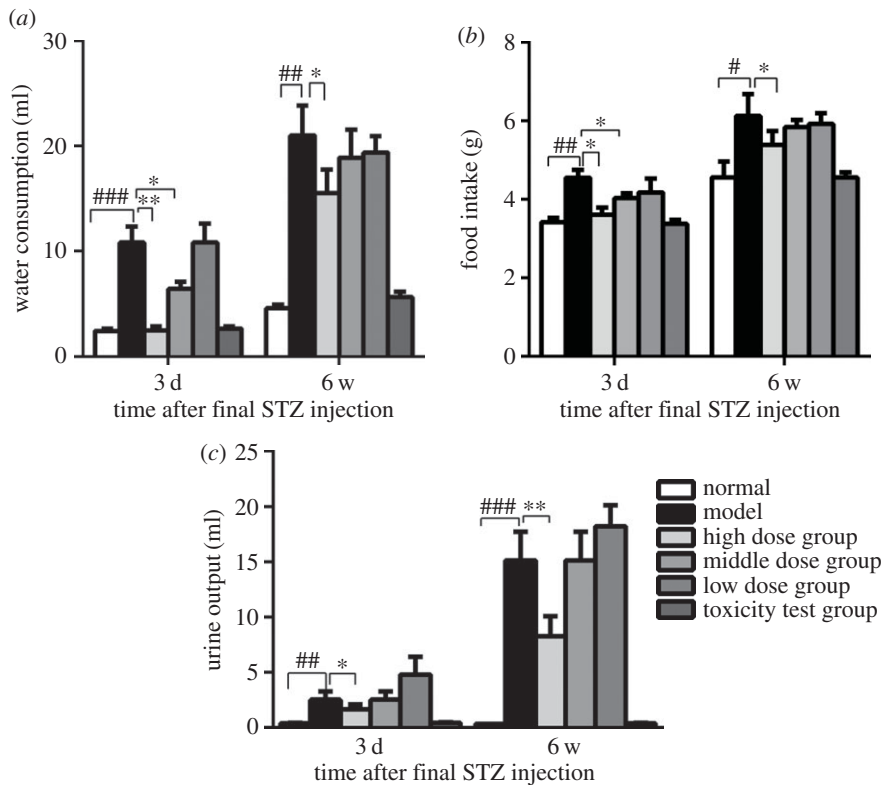 (a)
30
20
10
0
water consumption (ml)
###
**
*
##
*
3 d
6 w
time after final STZ injection
(b)
8
6
4
2
0
food intake (g)
##
*
*
#
*
3 d
6 w
time after final STZ injection
(c)
25
20
15
10
5
0
urine output (ml)
##
*
###
**
3 d
6 w
time after final STZ injection
normal
model
high dose group
middle dose group
low dose group
toxicity test group